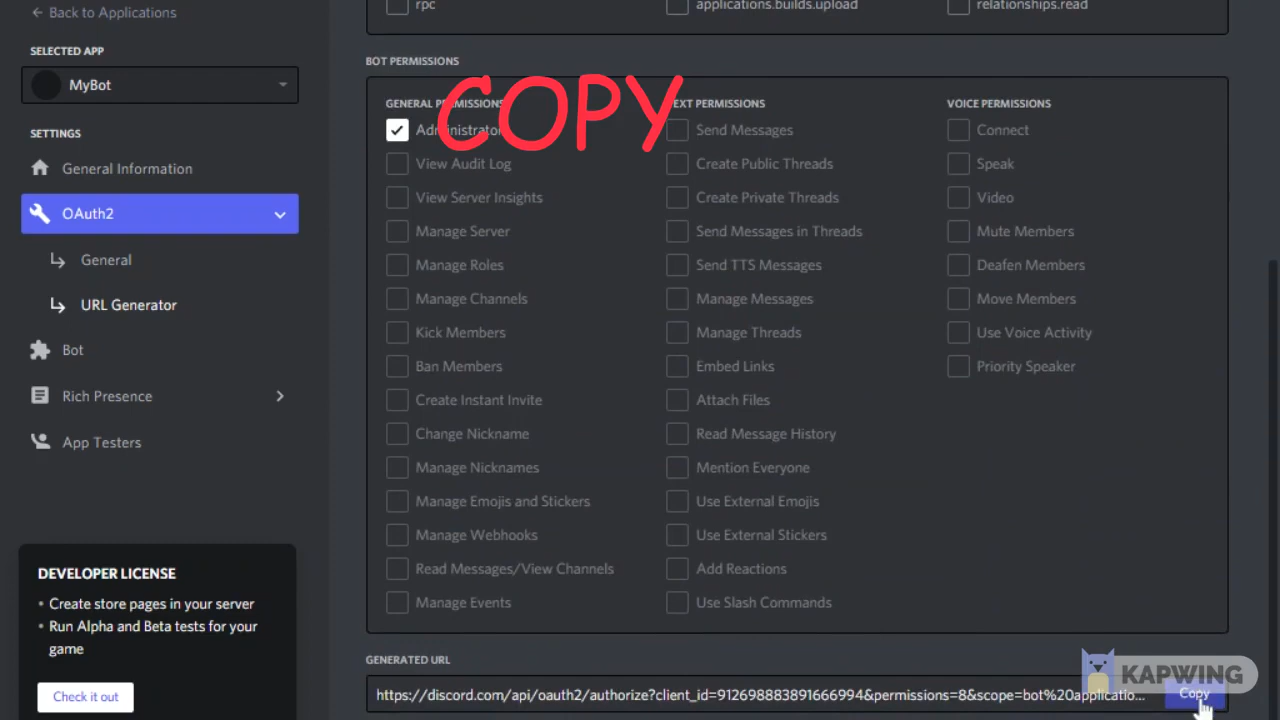 ← Back to Applications
SELECTED APP
MyBot
SETTINGS
General Information
OAuth2
General
URL Generator
Bot
Rich Presence
App Testers
DEVELOPER LICENSE
• Create store pages in your server
• Run Alpha and Beta tests for your
game
Check it out
rpc
applications.builds.upload
relationships.read
BOT PERMISSIONS
COPY
GENERAL PERMISSIONS
Administrator
View Audit Log
View Server Insights
Manage Server
Manage Roles
Manage Channels
Kick Members
Ban Members
Create Instant Invite
Change Nickname
Manage Nicknames
Manage Emojis and Stickers
Manage Webhooks
Read Messages/View Channels
Manage Events
TEXT PERMISSIONS
Send Messages
Create Public Threads
Create Private Threads
Send Messages in Threads
Send TTS Messages
Manage Messages
Manage Threads
Embed Links
Attach Files
Read Message History
Mention Everyone
Use External Emojis
Use External Stickers
Add Reactions
Use Slash Commands
VOICE PERMISSIONS
Connect
Speak
Video
Mute Members
Deafen Members
Move Members
Use Voice Activity
Priority Speaker
GENERATED URL
https://discord.com/api/oauth2/authorize?client_id=912698883891666994&permissions=8&scope=bot%20applicatio...
Copy
KAPWING